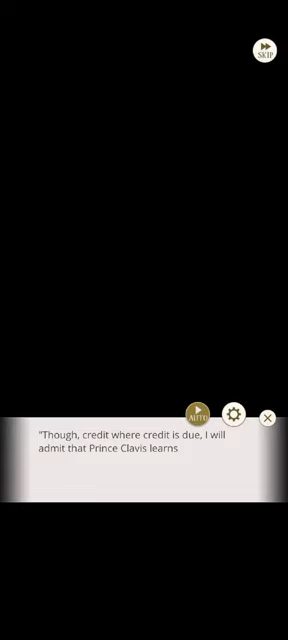 SKIP
AUTO
"Though, credit where credit is due, I will
admit that Prince Clavis learns